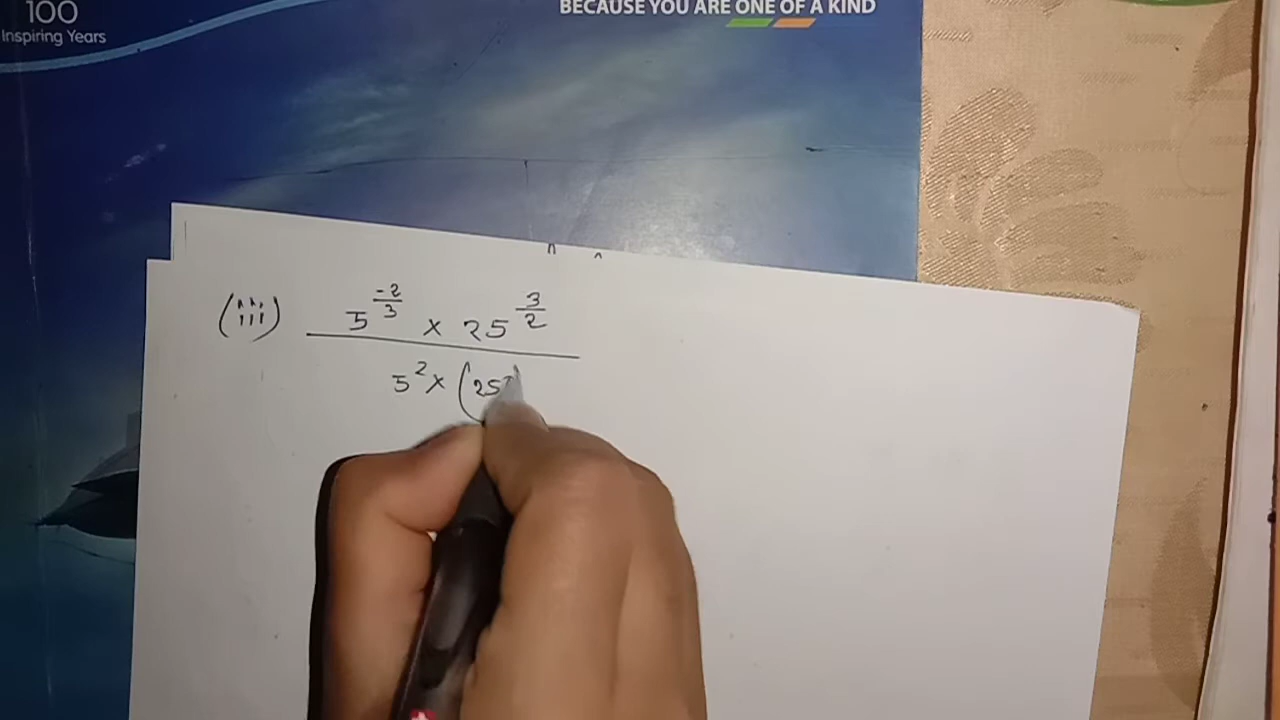 100
Inspiring Years
BECAUSE YOU ARE ONE OF A KIND
(iii) 5^(-2/3) × 25^(3/2)
5^2 × (25